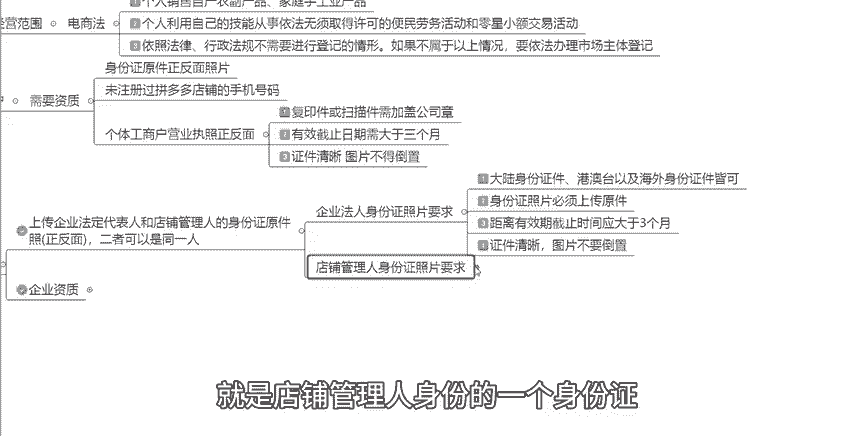 个人销售自产农副产品、家庭手工业产品
经营范围
电商法
个人利用自己的技能从事依法无须取得许可的便民劳务活动和零星小额交易活动
依照法律、行政法规不需要进行登记的情形。如果不属于以上情况，要依法办理市场主体登记
身份证原件正反面照片
需要资质
未注册过拼多多店铺的手机号码
个体工商户营业执照正反面
复印件或扫描件需加盖公司章
有效截止日期需大于三个月
证件清晰 图片不得倒置
上传企业法定代表人和店铺管理人的身份证原件
照(正反面)，二者可以是同一人
企业法人身份证照片要求
大陆身份证件、港澳台以及海外身份证件皆可
身份证照片必须上传原件
距离有效期截止时间应大于3个月
证件清晰，图片不要倒置
店铺管理人身份证照片要求
企业资质
就是店铺管理人身份的一个身份证